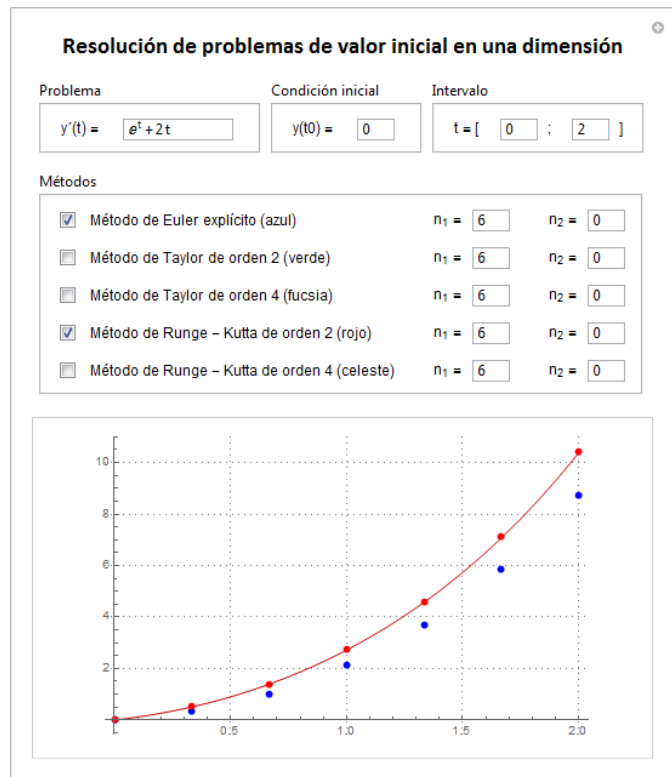 Resolución de problemas de valor inicial en una dimensión
Problema Condición inicial Intervalo
y'(t) = eᵗ + 2 t y(t0) = 0 t = [ 0 ; 2 ]
Métodos
Método de Euler explícito (azul) n₁ = 6 n₂ = 0
Método de Taylor de orden 2 (verde) n₁ = 6 n₂ = 0
Método de Taylor de orden 4 (fucsia) n₁ = 6 n₂ = 0
Método de Runge – Kutta de orden 2 (rojo) n₁ = 6 n₂ = 0
Método de Runge – Kutta de orden 4 (celeste) n₁ = 6 n₂ = 0
10
8
6
4
2
0.5 1.0 1.5 2.0